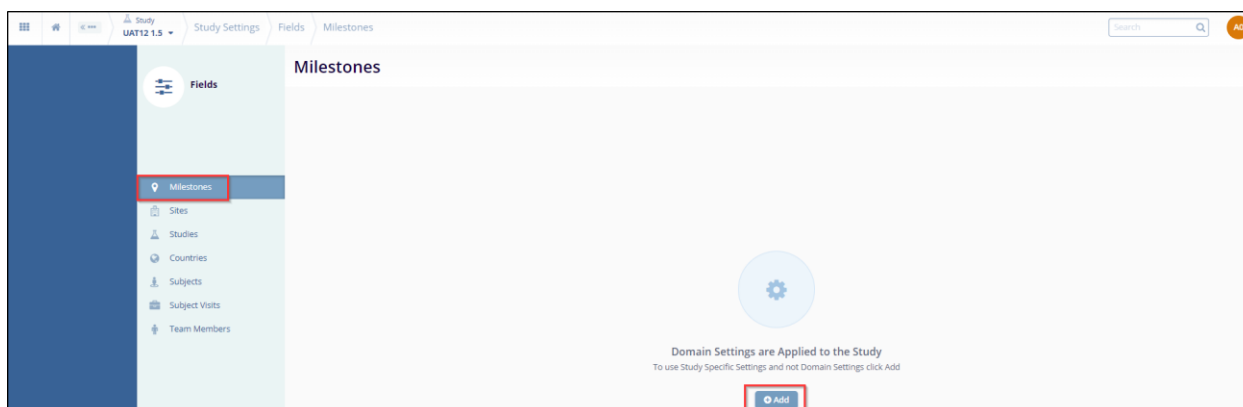 Study
UAT12 1.5
Study Settings
Fields
Milestones
Search
Fields
Milestones
Milestones
Sites
Studies
Countries
Subjects
Subject Visits
Team Members
Domain Settings are Applied to the Study
To use Study Specific Settings and not Domain Settings click Add
Add